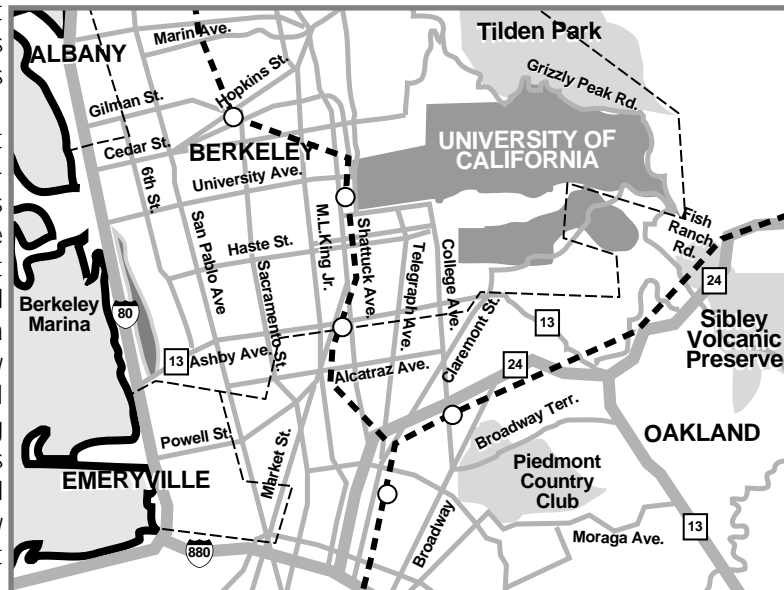 Marin Ave.
Tilden Park
ALBANY
Hopkins St.
Grizzly Peak Rd.
Gilman St.
Cedar St.
BERKELEY
UNIVERSITY OF
CALIFORNIA
6th St.
University Ave.
San Pablo Ave
Haste St.
Sacramento St.
M.L.King Jr.
Shattuck Ave.
Telegraph Ave.
College Ave.
Fish
Ranch
Rd.
24
Berkeley
Marina
80
13
Ashby Ave.
Claremont St.
13
Sibley
Volcanic
Preserve
24
Alcatraz Ave.
Powell St.
Market St.
Broadway Terr.
OAKLAND
EMERYVILLE
Piedmont
Country
Club
Broadway
13
Moraga Ave.
880